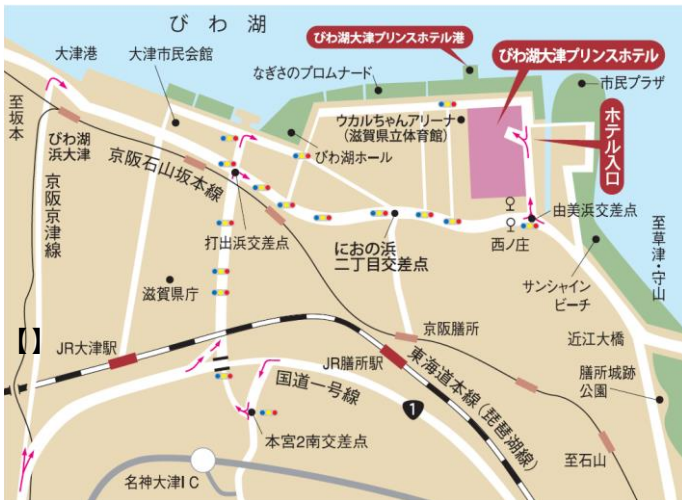 びわ湖
大津港
大津市民会館
なぎさのプロムナード
びわ湖大津プリンスホテル港
びわ湖大津プリンスホテル
市民プラザ
ホテル入口
至坂本
びわ湖
浜大津
京阪石山坂本線
京阪京津線
びわ湖ホール
ウカルちゃんアリーナ
(滋賀県立体育館)
打出浜交差点
におの浜
二丁目交差点
西ノ庄
由美浜交差点
至草津・守山
サンシャイン
ビーチ
滋賀県庁
【】
JR大津駅
京阪膳所
近江大橋
JR膳所駅
東海道本線(琵琶湖線)
膳所城跡
公園
国道一号線
1
本宮2南交差点
至石山
名神大津IC